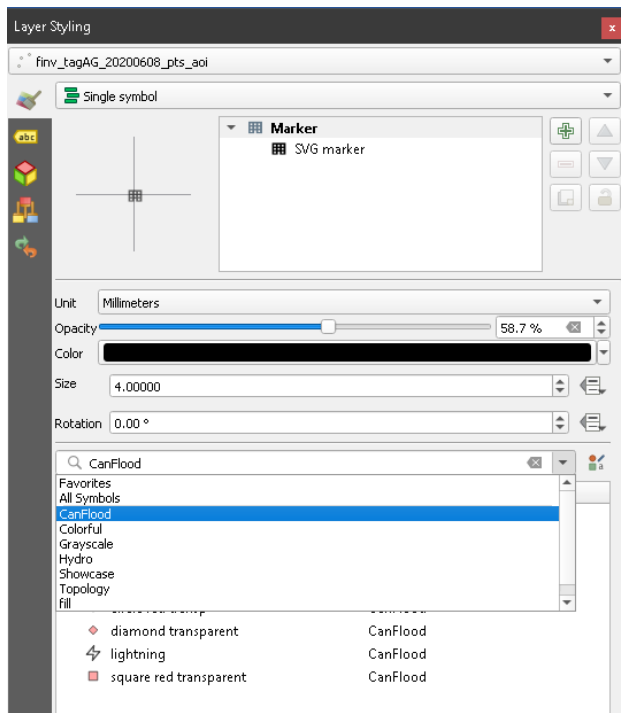 Layer Styling
x
finv_tagAG_20200608_pts_aoi
Single symbol
abc
Marker
SVG marker
Unit Millimeters
Opacity 58.7 %
Color
Size 4.00000
Rotation 0.00 °
CanFlood
a
Favorites
All Symbols
CanFlood
Colorful
Grayscale
Hydro
Showcase
Topology
fill
diamond transparent CanFlood
lightning CanFlood
square red transparent CanFlood